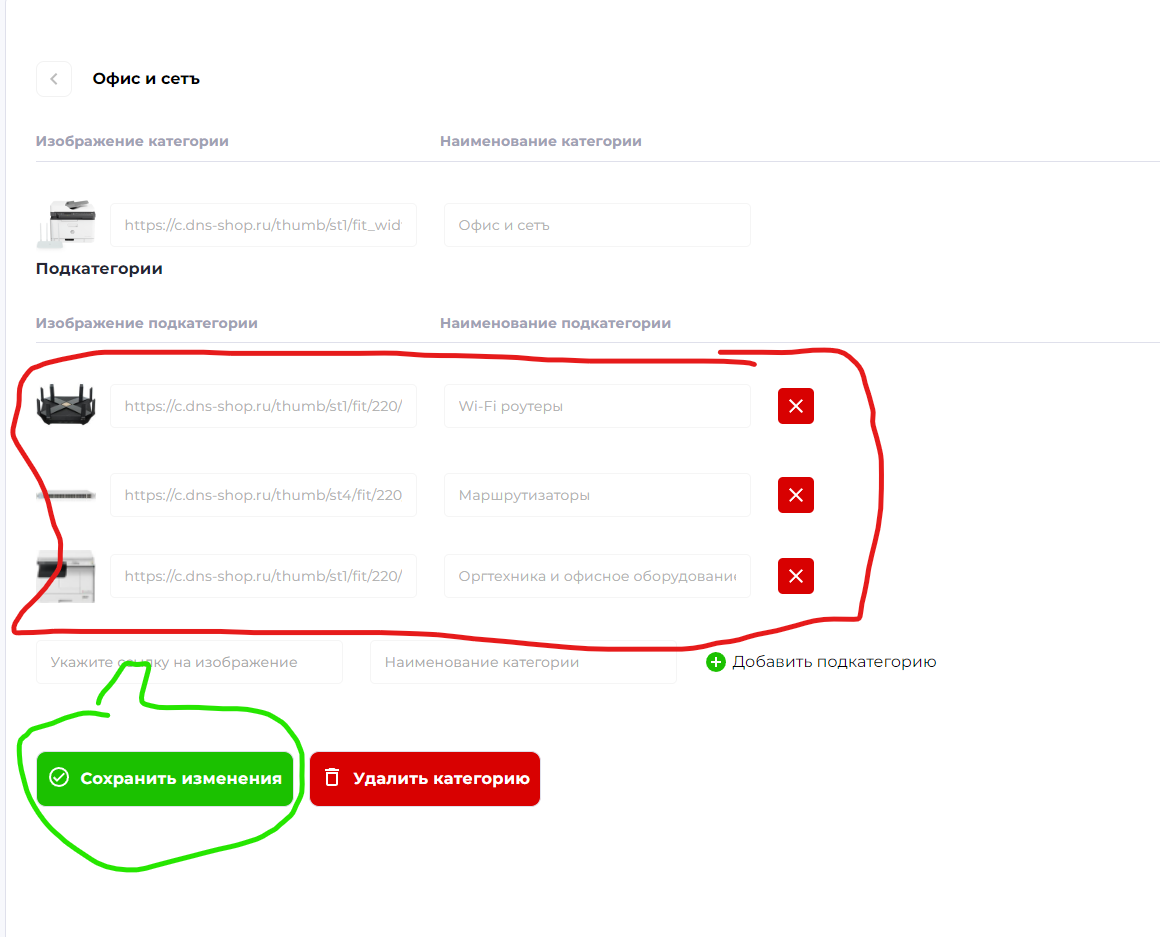 Офис и сетъ
Изображение категории Наименование категории
https://c.dns-shop.ru/thumb/st1/fit_wid Офис и сетъ
Подкатегории
Изображение подкатегории Наименование подкатегории
https://c.dns-shop.ru/thumb/st1/fit/220/ Wi-Fi роутеры
https://c.dns-shop.ru/thumb/st4/fit/220 Маршрутизаторы
https://c.dns-shop.ru/thumb/st1/fit/220/ Оргтехника и офисное оборудование
Укажите ссылку на изображение Наименование категории Добавить подкатегорию
Сохранить изменения Удалить категорию